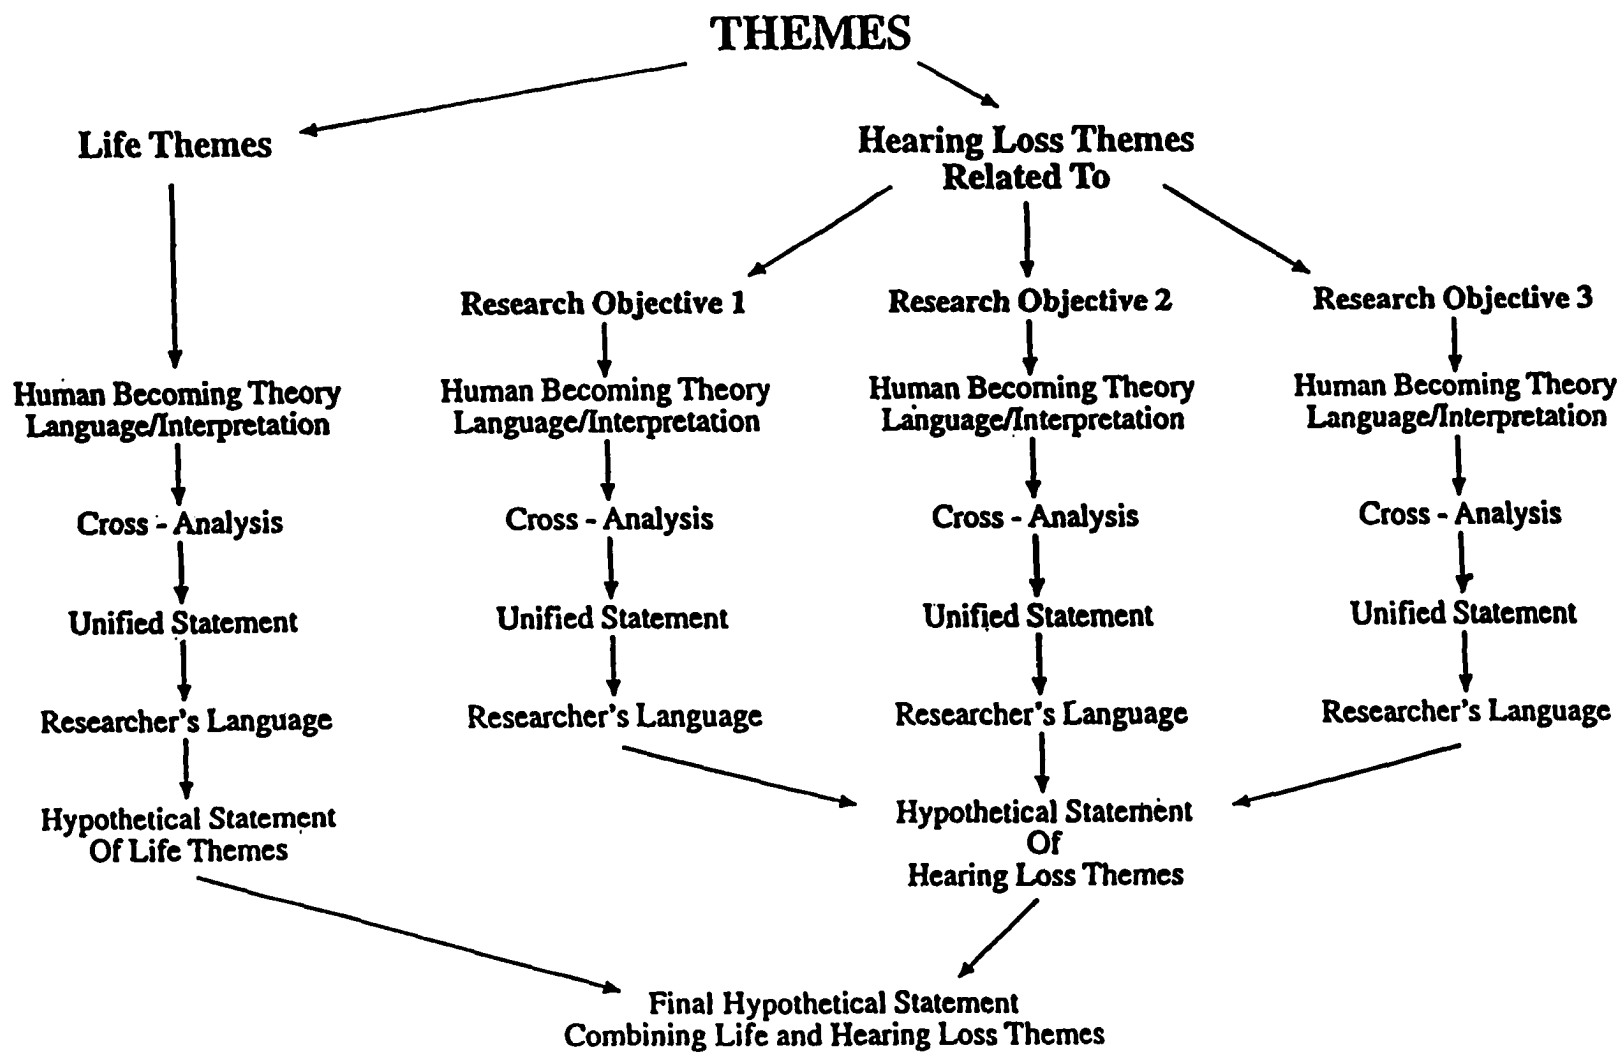 THEMES
Life Themes
Hearing Loss Themes
Related To
Research Objective 1
Research Objective 2
Research Objective 3
Human Becoming Theory
Language/Interpretation
Human Becoming Theory
Language/Interpretation
Human Becoming Theory
Language/Interpretation
Human Becoming Theory
Language/Interpretation
Cross - Analysis
Cross - Analysis
Cross - Analysis
Cross - Analysis
Unified Statement
Unified Statement
Unified Statement
Unified Statement
Researcher's Language
Researcher's Language
Researcher's Language
Researcher's Language
Hypothetical Statement
Of Life Themes
Hypothetical Statement
Of
Hearing Loss Themes
Final Hypothetical Statement
Combining Life and Hearing Loss Themes